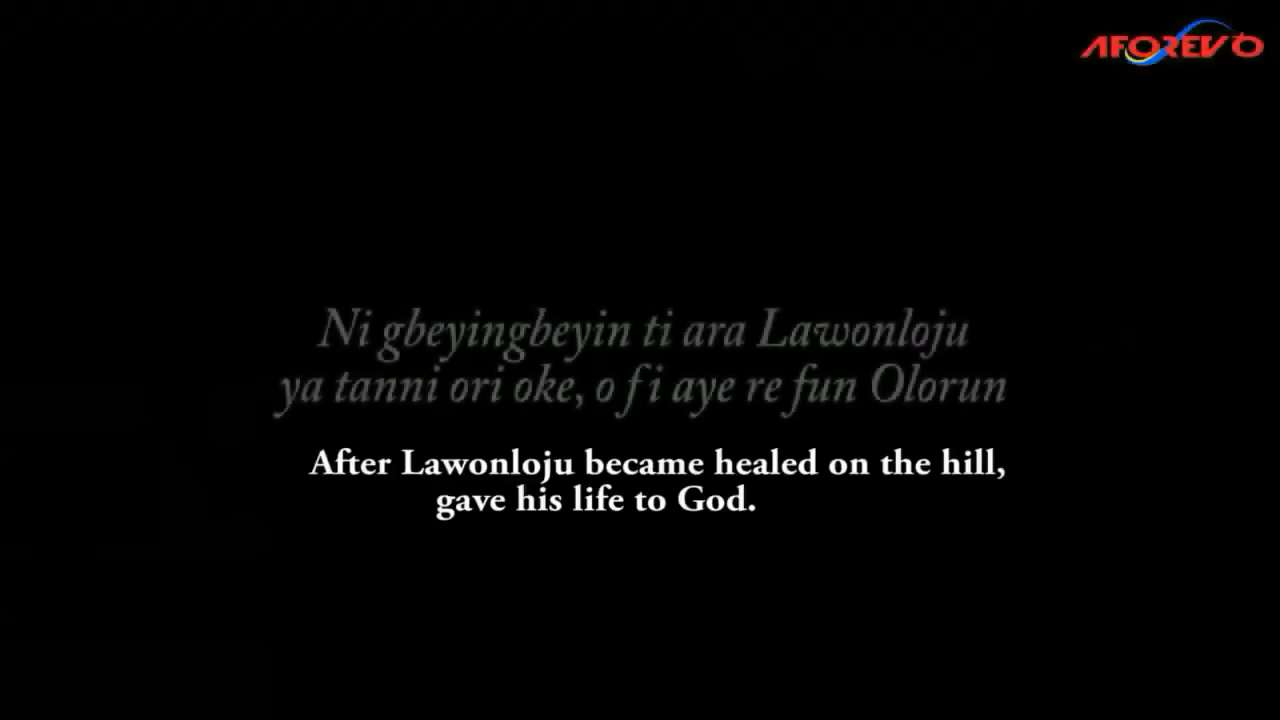 AFOREVO
Ni gbeyingbeyin ti ara Lawonloju
ya tanni ori oke, o fi aye re fun Olorun
After Lawonloju became healed on the hill,
gave his life to God.